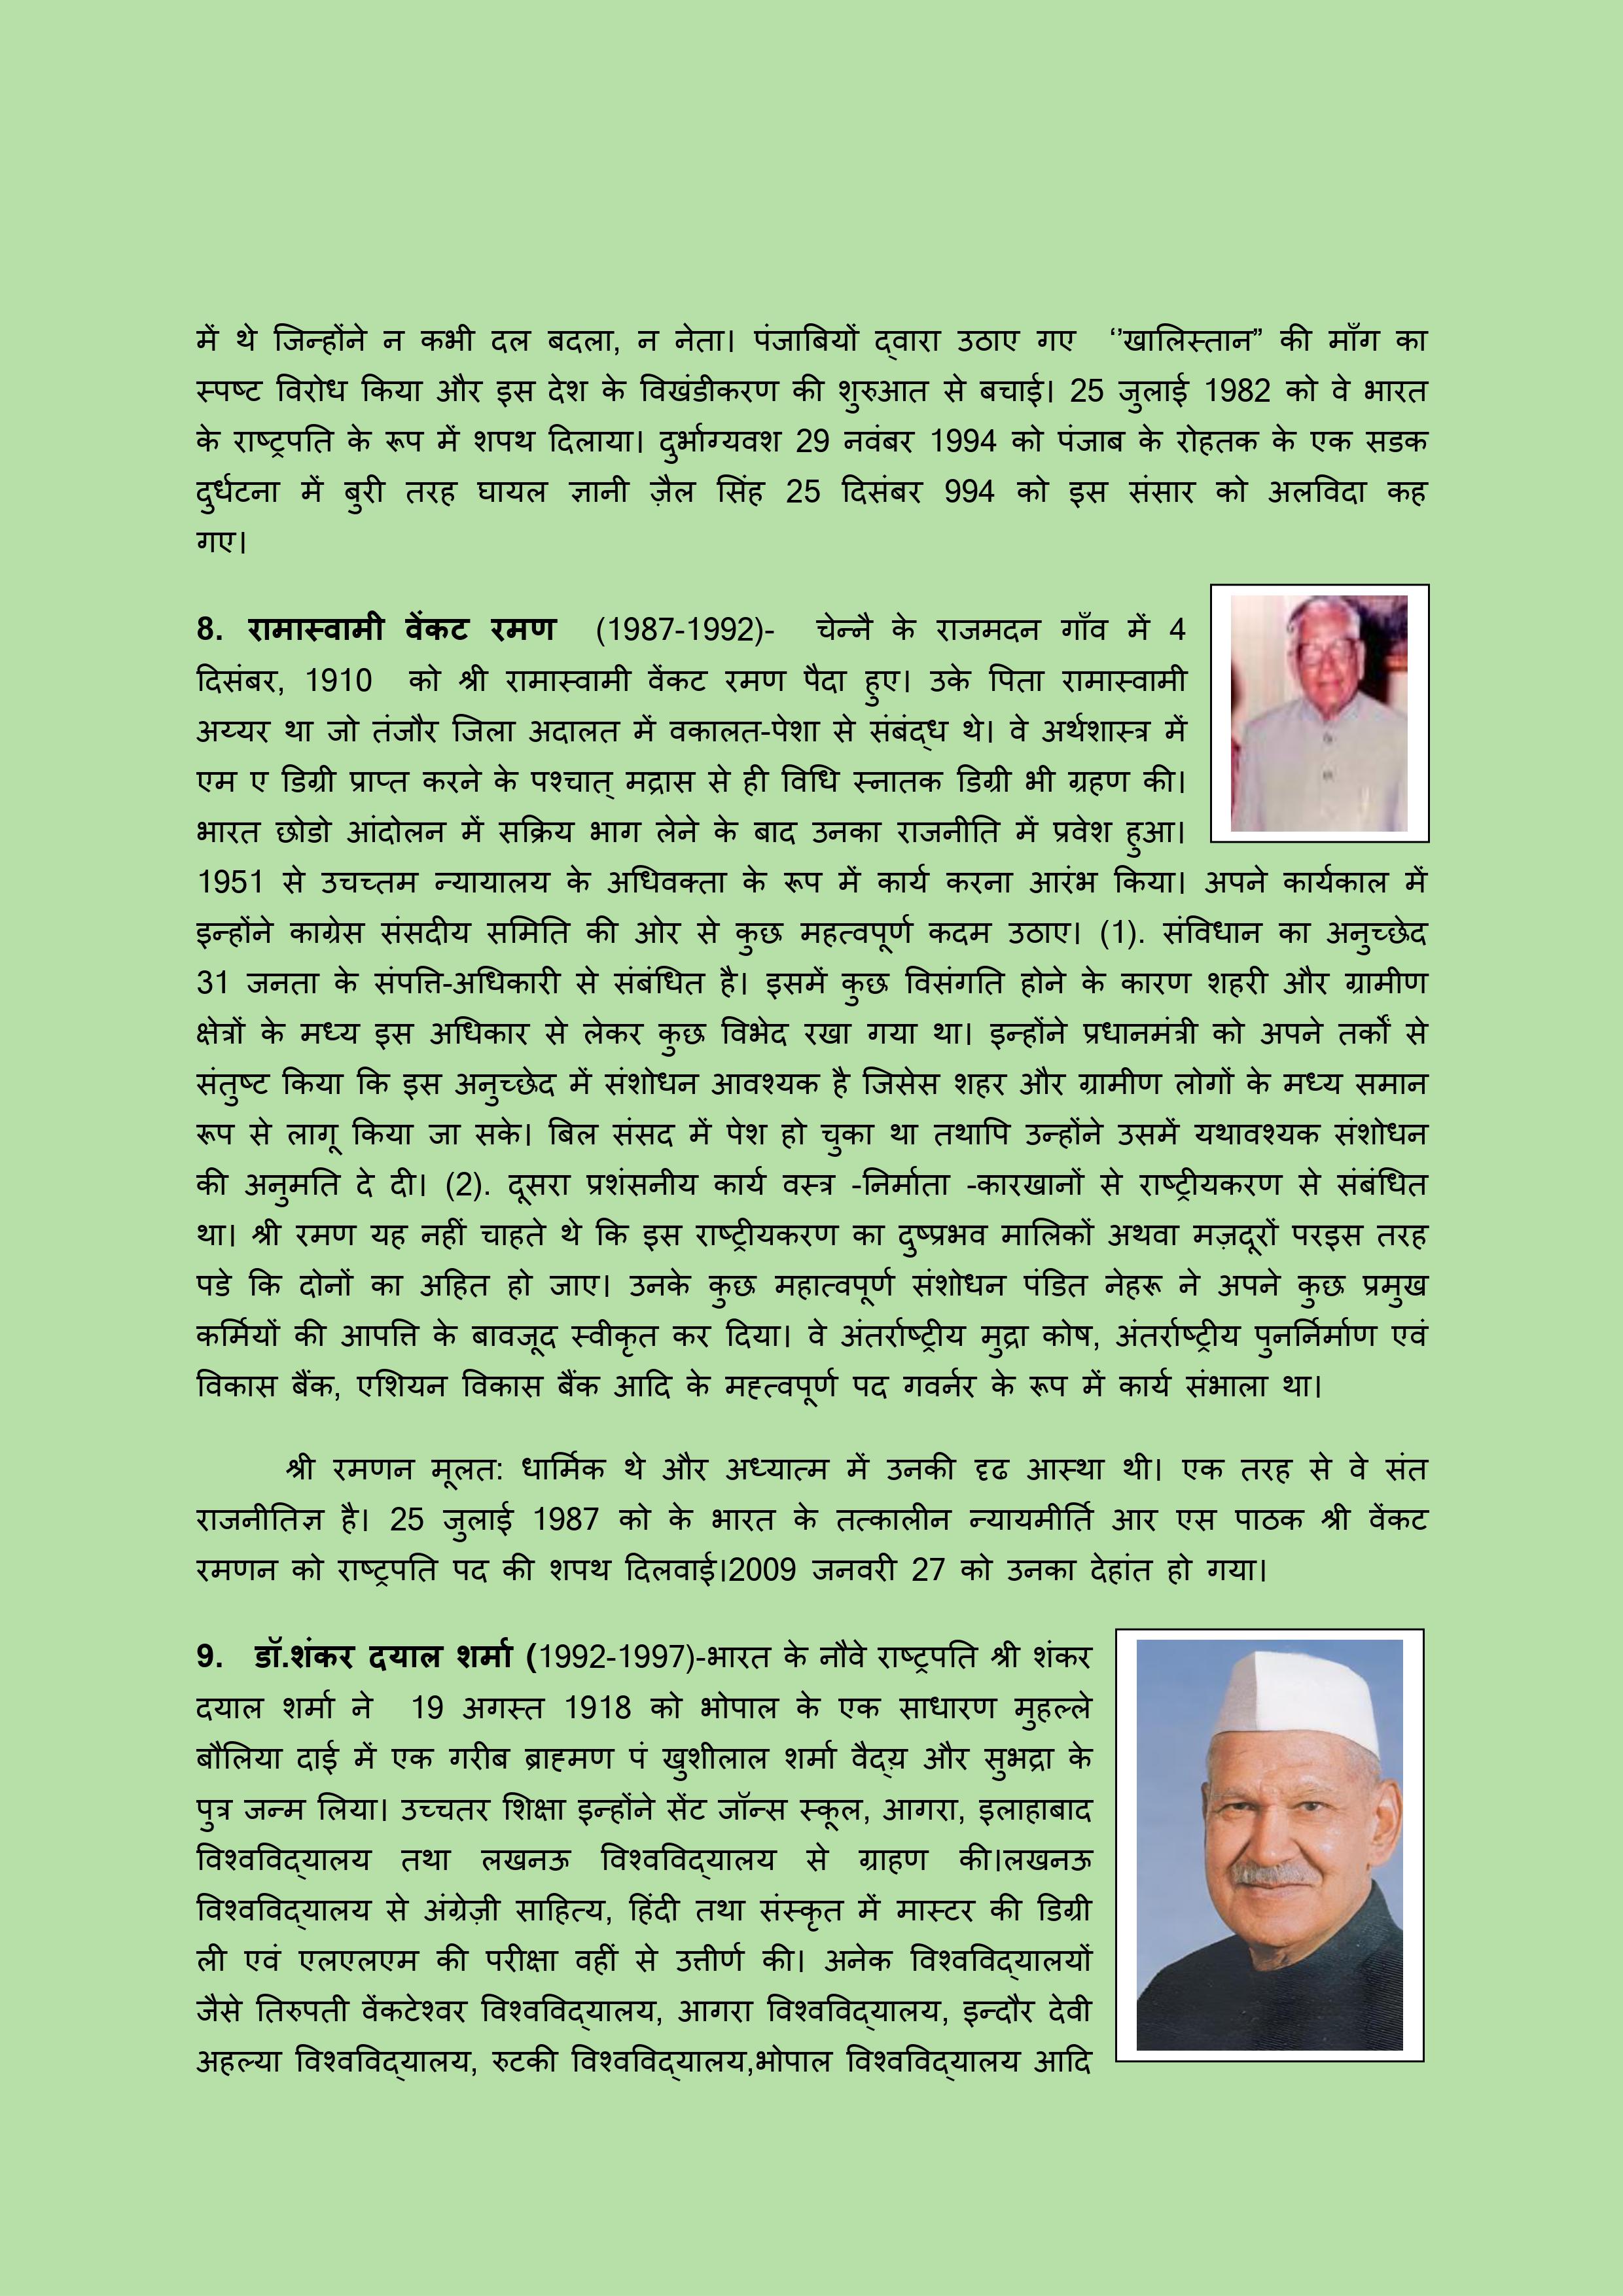 में थे जिन्होंने न कभी दल बदला, न नेता। पंजाबियों द्‌वारा उठाए गए ‘’खालिस्तान” की माँग का
स्पष्ट विरोध किया और इस देश के विखंडीकरण की शुरुआत से बचाई। 25 जुलाई 1982 को वे भारत
के राष्ट्रपति के रूप में शपथ दिलाया। दुर्भाग्यवश 29 नवंबर 1994 को पंजाब के रोहतक के एक सडक
दुर्धटना में बुरी तरह घायल ज्ञानी ज़ैल सिंह 25 दिसंबर 994 को इस संसार को अलविदा कह
गए।
8. रामास्वामी वेंकट रमण (1987-1992)- चेन्नै के राजमदन गाँव में 4
दिसंबर, 1910 को श्री रामास्वामी वेंकट रमण पैदा हुए। उके पिता रामास्वामी
अय्यर था जो तंजौर जिला अदालत में वकालत-पेशा से संबंद्‌ध थे। वे अर्थशास्त्र में
एम ए डिग्री प्राप्त करने के पश्चात् मद्रास से ही विधि स्नातक डिग्री भी ग्रहण की।
भारत छोडो आंदोलन में सक्रिय भाग लेने के बाद उनका राजनीति में प्रवेश हुआ।
1951 से उचच्तम न्यायालय के अधिवक्ता के रूप में कार्य करना आरंभ किया। अपने कार्यकाल में
इन्होंने काग्रेस संसदीय समिति की ओर से कुछ महत्वपूर्ण कदम उठाए। (1). संविधान का अनुच्छेद
31 जनता के संपत्ति-अधिकारी से संबंधित है। इसमें कुछ विसंगति होने के कारण शहरी और ग्रामीण
क्षेत्रों के मध्य इस अधिकार से लेकर कुछ विभेद रखा गया था। इन्होंने प्रधानमंत्री को अपने तर्कों से
संतुष्ट किया कि इस अनुच्छेद में संशोधन आवश्यक है जिसेस शहर और ग्रामीण लोगों के मध्य समान
रूप से लागू किया जा सके। बिल संसद में पेश हो चुका था तथापि उन्होंने उसमें यथावश्यक संशोधन
की अनुमति दे दी। (2). दूसरा प्रशंसनीय कार्य वस्त्र -निर्माता -कारखानों से राष्ट्रीयकरण से संबंधित
था। श्री रमण यह नहीं चाहते थे कि इस राष्ट्रीयकरण का दुष्प्रभव मालिकों अथवा मज़दूरों परइस तरह
पडे कि दोनों का अहित हो जाए। उनके कुछ महात्वपूर्ण संशोधन पंडित नेहरू ने अपने कुछ प्रमुख
कर्मियों की आपत्ति के बावजूद स्वीकृत कर दिया। वे अंतर्राष्ट्रीय मुद्रा कोष, अंतर्राष्ट्रीय पुनर्निर्माण एवं
विकास बैंक, एशियन विकास बैंक आदि के मह्त्वपूर्ण पद गवर्नर के रूप में कार्य संभाला था।
श्री रमणन मूलत: धार्मिक थे और अध्यात्म में उनकी दृढ आस्था थी। एक तरह से वे संत
राजनीतिज्ञ है। 25 जुलाई 1987 को के भारत के तत्कालीन न्यायमीर्ति आर एस पाठक श्री वेंकट
रमणन को राष्ट्रपति पद की शपथ दिलवाई।2009 जनवरी 27 को उनका देहांत हो गया।
9. डॉ.शंकर दयाल शर्मा (1992-1997)-भारत के नौवे राष्ट्रपति श्री शंकर
दयाल शर्मा ने 19 अगस्त 1918 को भोपाल के एक साधारण मुहल्ले
बौलिया दाई में एक गरीब ब्राह्मण पं खुशीलाल शर्मा वैद्‌य़ और सुभद्रा के
पुत्र जन्म लिया। उच्चतर शिक्षा इन्होंने सेंट जॉन्स स्कूल, आगरा, इलाहाबाद
विश्वविद्‌यालय तथा लखनऊ विश्वविद्‌यालय से ग्राहण की।लखनऊ
विश्वविद्‌यालय से अंग्रेज़ी साहित्य, हिंदी तथा संस्कृत में मास्टर की डिग्री
ली एवं एलएलएम की परीक्षा वहीं से उत्तीर्ण की। अनेक विश्वविद्‌यालयों
जैसे तिरुपती वेंकटेश्वर विश्वविद्‌यालय, आगरा विश्वविद्‌यालय, इन्दौर देवी
अहल्या विश्वविद्‌यालय, रुटकी विश्वविद्‌यालय,भोपाल विश्वविद्‌यालय आदि